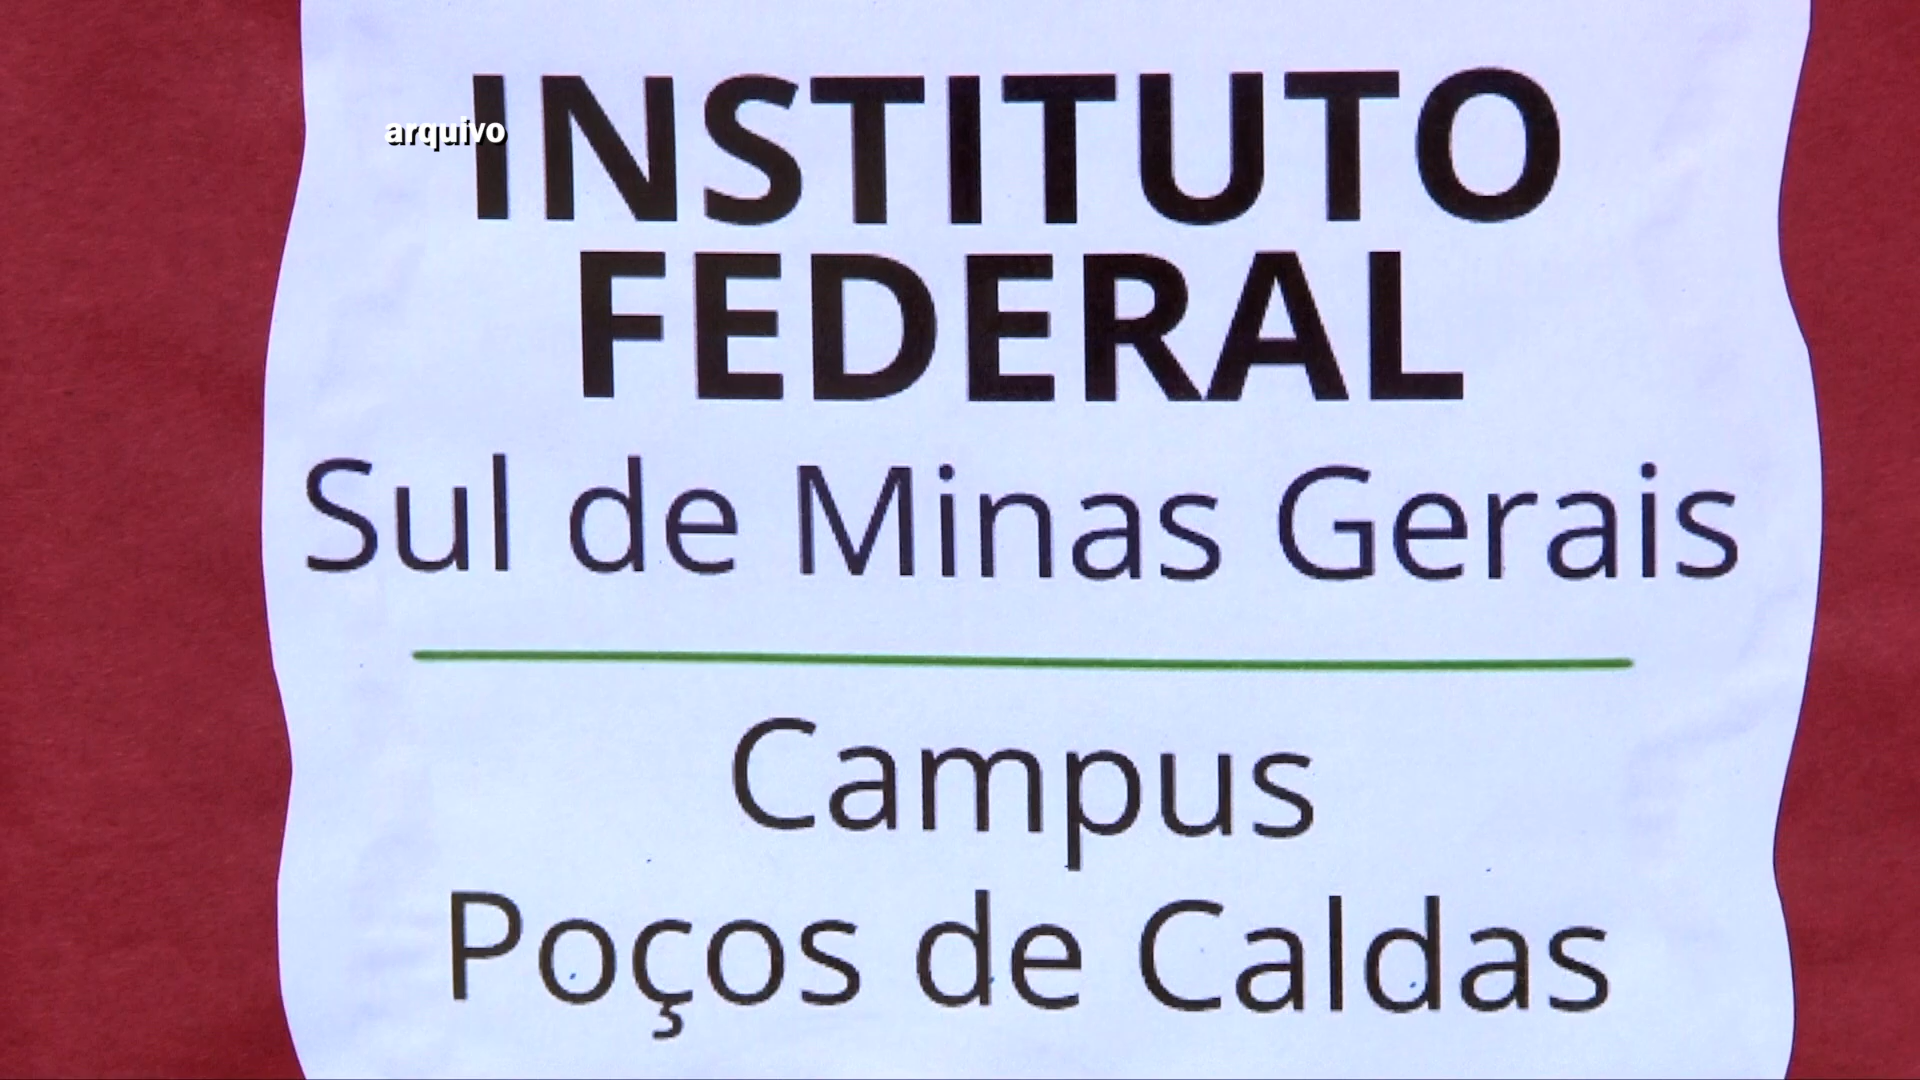 arquivo
INSTITUTO
FEDERAL
Sul de Minas Gerais
Campus
Poços de Caldas